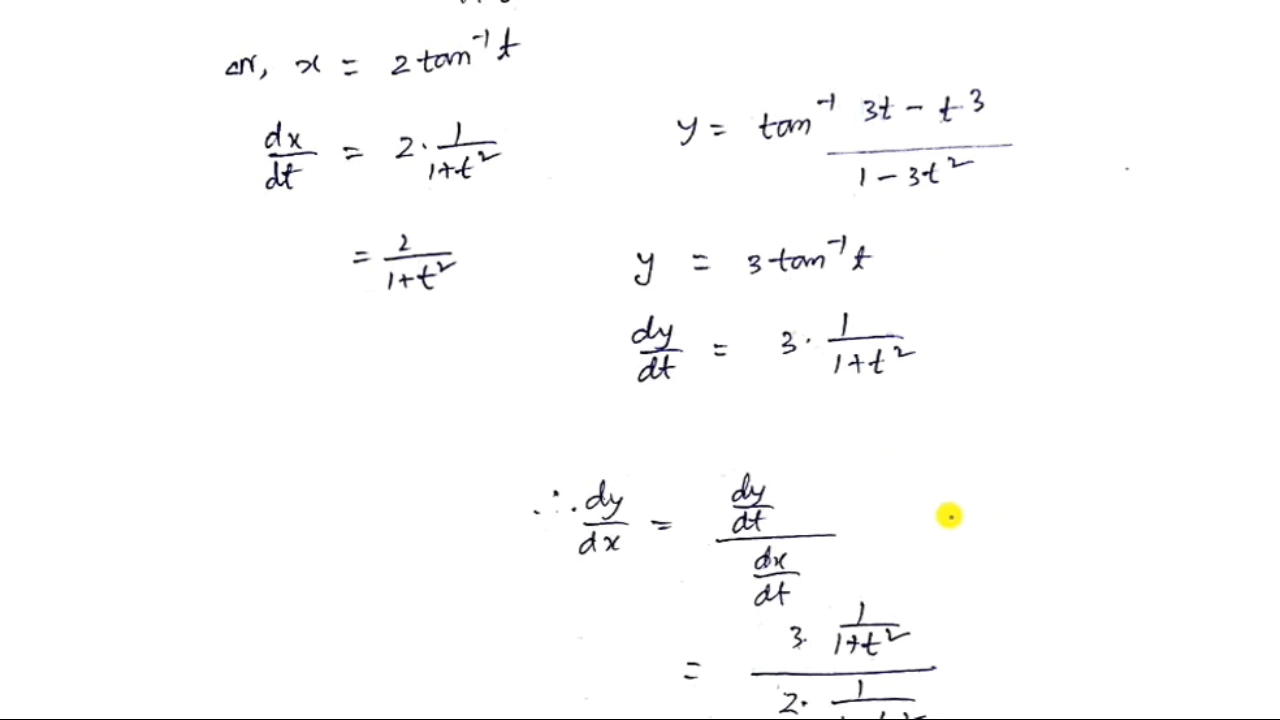 or, x = 2 tan⁻¹ t
dx/dt = 2 · 1/(1+t²)
= 2/(1+t²)
y = tan⁻¹ (3t − t³)/(1 − 3t²)
y = 3 tan⁻¹ t
dy/dt = 3 · 1/(1+t²)
∴ dy/dx = (dy/dt)/(dx/dt)
= (3 · 1/(1+t²))/(2 · 1/